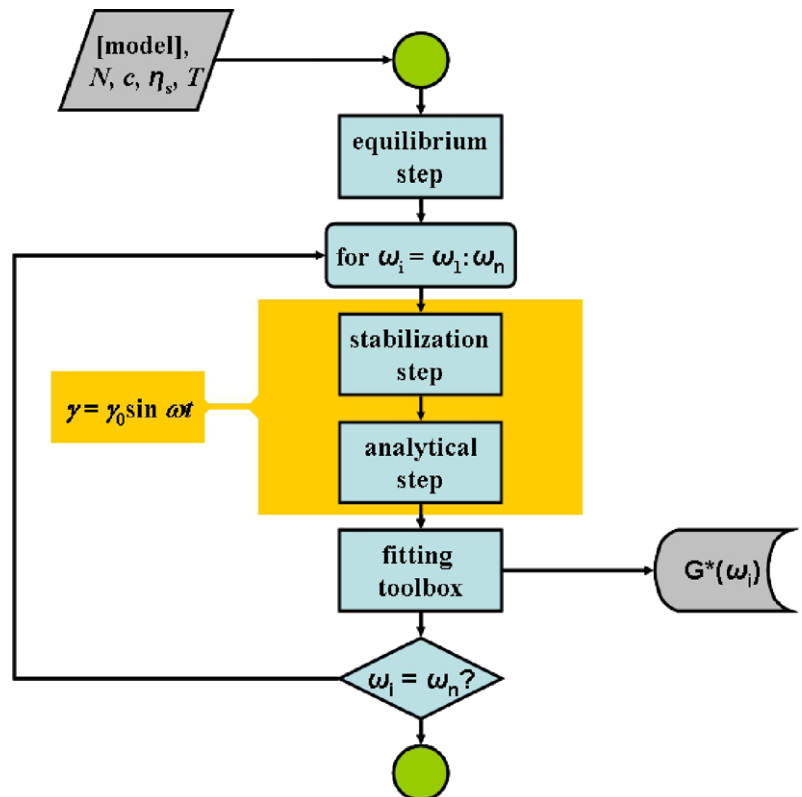 [model],
N, c, ηs, T
equilibrium
step
for ωi = ω1:ωn
stabilization
step
γ = γ0sin ωt
analytical
step
fitting
toolbox
G*(ωi)
ωi = ωn?